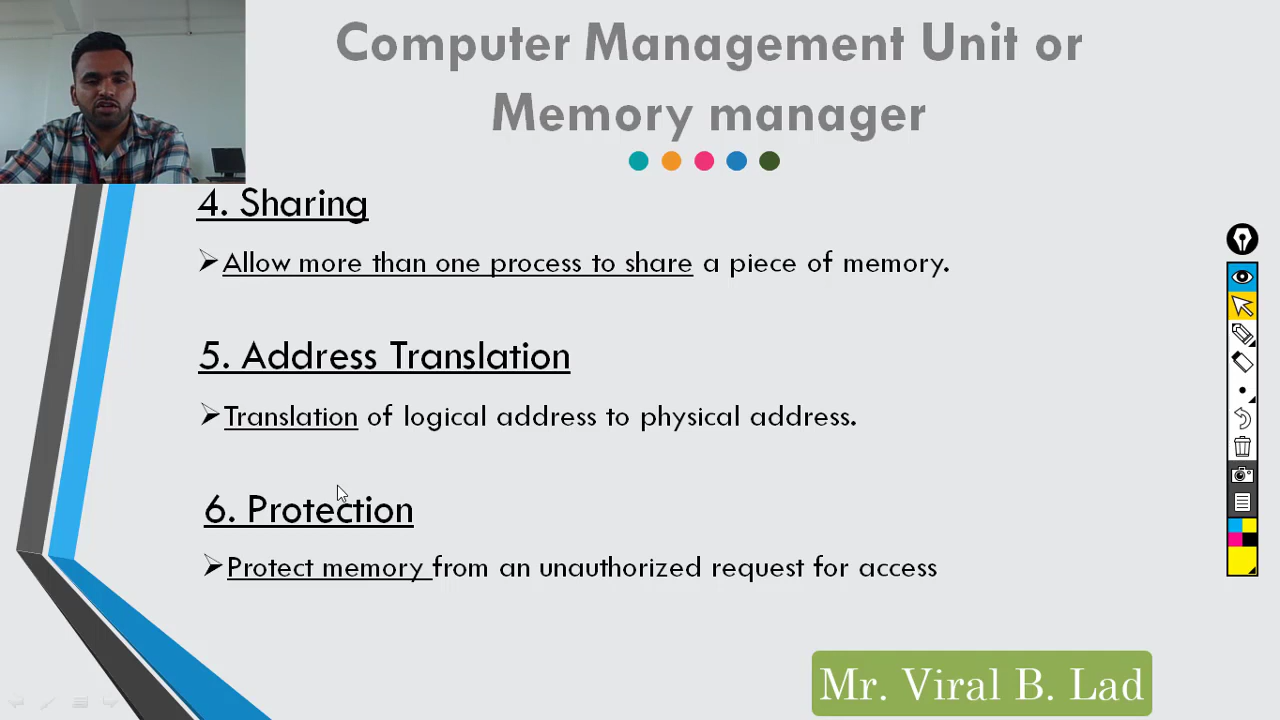 Computer Management Unit or
Memory manager
4. Sharing
Allow more than one process to share a piece of memory.
5. Address Translation
Translation of logical address to physical address.
6. Protection
Protect memory from an unauthorized request for access
Mr. Viral B. Lad